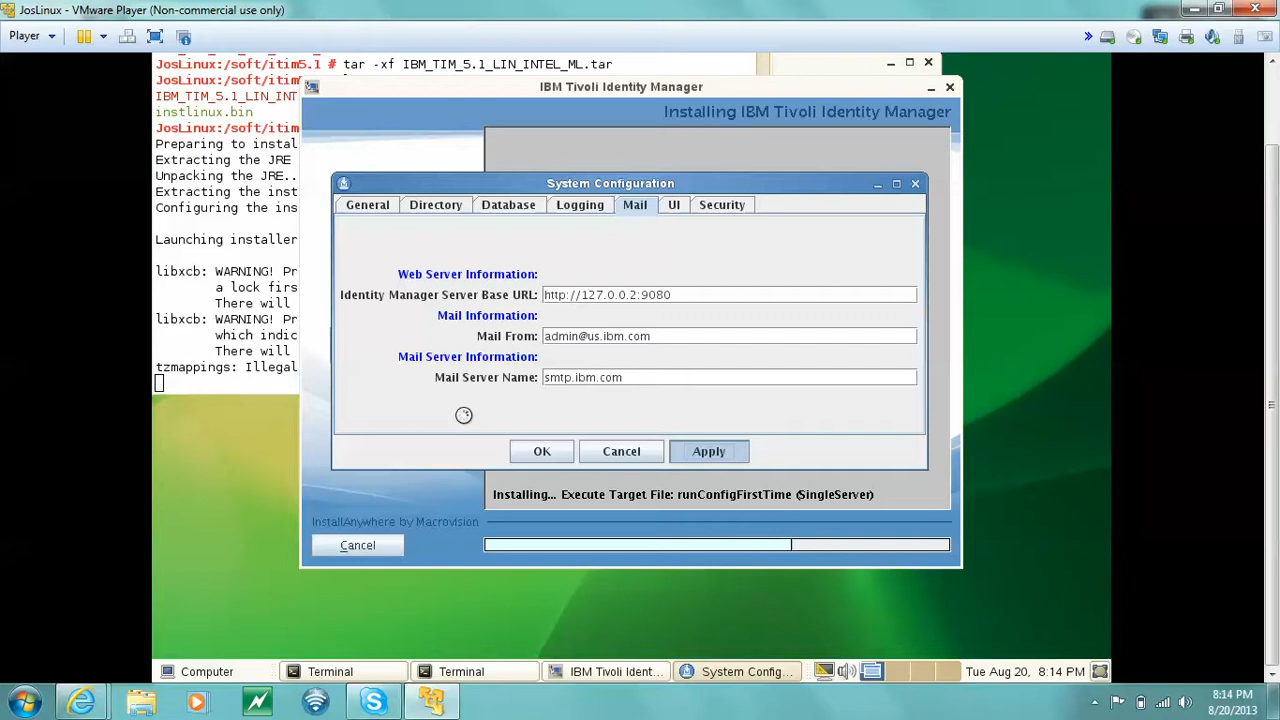 JosLinux - VMware Player (Non-commercial use only)
Player
JosLinux:/soft/itim5.1 # tar -xf IBM_TIM_5.1_LIN_INTEL_ML.tar
JosLinux:/soft/itim
IBM_TIM_5.1_LIN_INT
instlinux.bin
JosLinux:/soft/itim
Preparing to instal
Extracting the JRE
Unpacking the JRE..
Extracting the inst
Configuring the ins
Launching installer
libxcb: WARNING! Pr
a lock firs
There will
libxcb: WARNING! Pr
which indic
There will
tzmappings: Illegal
IBM Tivoli Identity Manager
Installing IBM Tivoli Identity Manager
System Configuration
General Directory Database Logging Mail UI Security
Web Server Information:
Identity Manager Server Base URL: http://127.0.0.2:9080
Mail Information:
Mail From: admin@us.ibm.com
Mail Server Information:
Mail Server Name: smtp.ibm.com
OK Cancel Apply
Installing... Execute Target File: runConfigFirstTime (SingleServer)
InstallAnywhere by Macrovision
Cancel
Computer Terminal Terminal IBM Tivoli Ident... System Config... Tue Aug 20, 8:14 PM
8:14 PM
8/20/2013